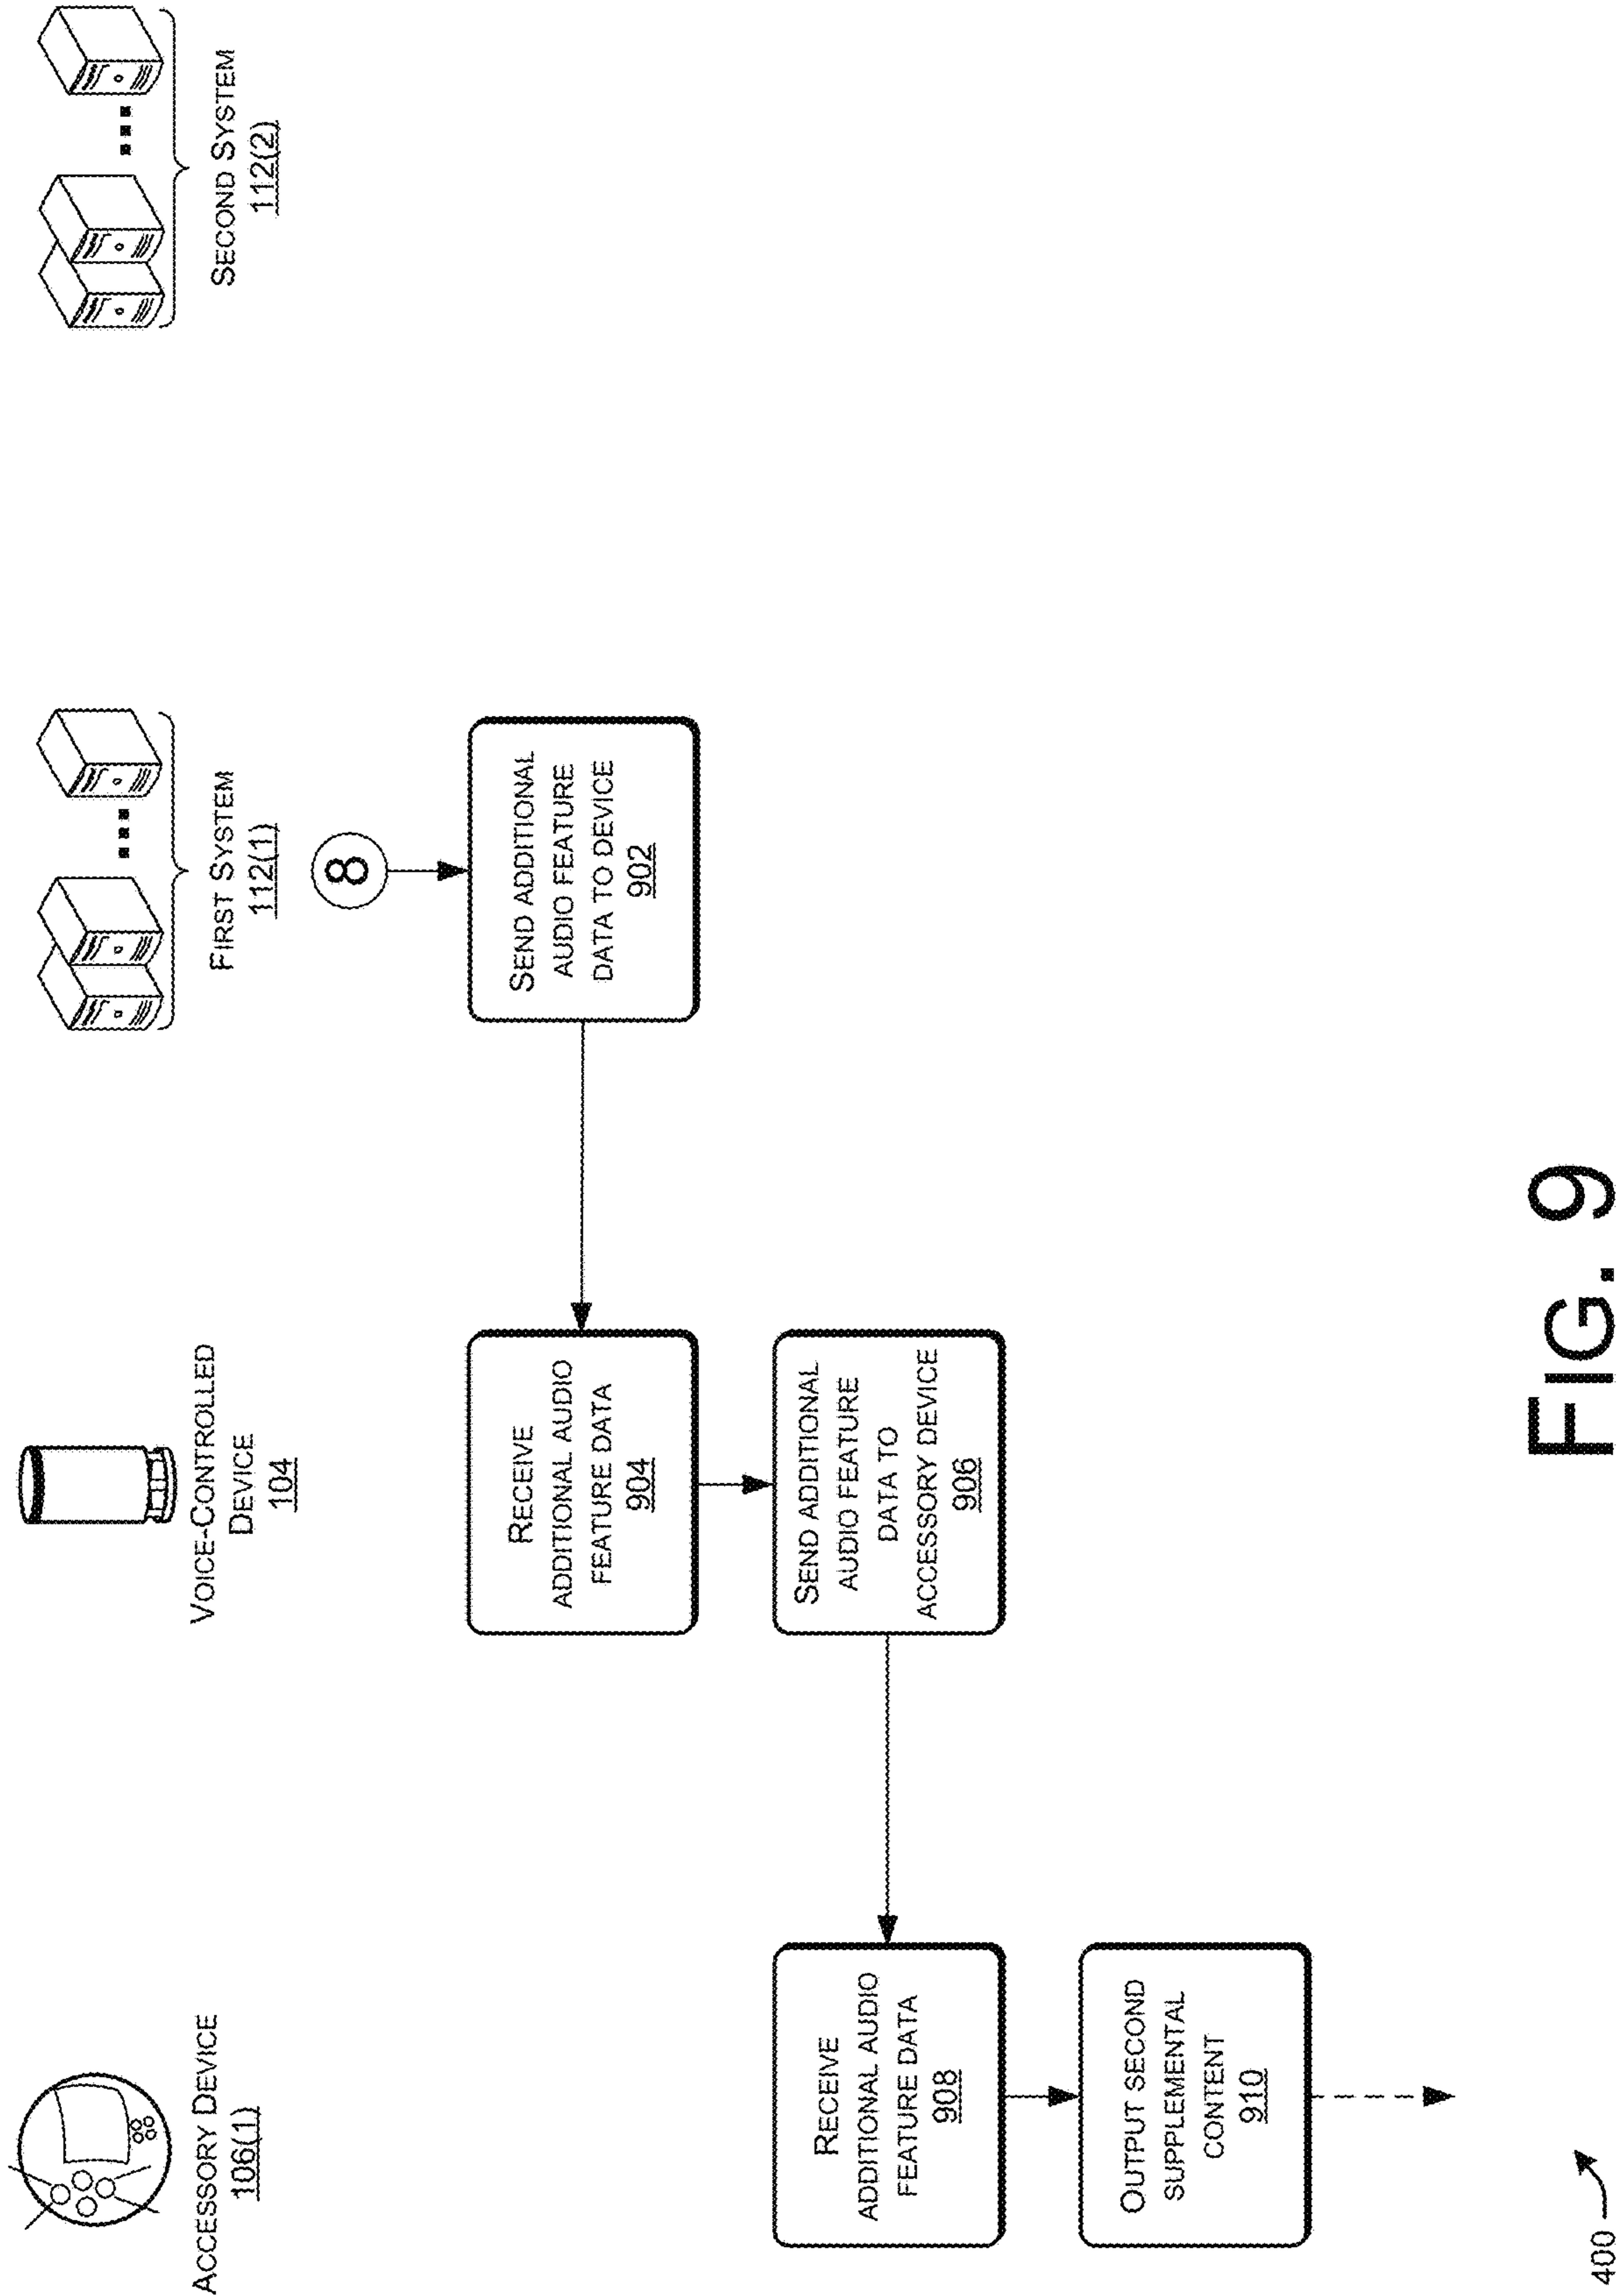 ACCESSORY DEVICE
106(1)
VOICE-CONTROLLED
DEVICE
104
FIRST SYSTEM
112(1)
SECOND SYSTEM
112(2)
8
SEND ADDITIONAL
AUDIO FEATURE
DATA TO DEVICE
902
RECEIVE
ADDITIONAL AUDIO
FEATURE DATA
904
SEND ADDITIONAL
AUDIO FEATURE
DATA TO
ACCESSORY DEVICE
906
RECEIVE
ADDITIONAL AUDIO
FEATURE DATA
908
OUTPUT SECOND
SUPPLEMENTAL
CONTENT
910
400
FIG. 9